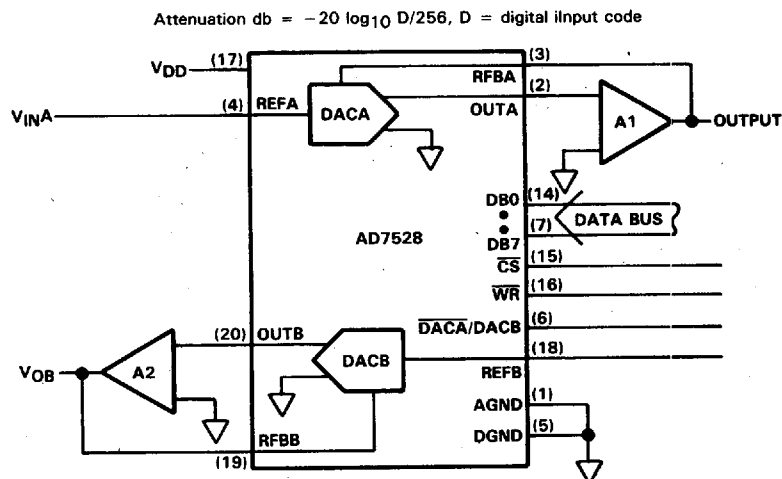 Attenuation db = −20 log10 D/256, D = digital iInput code
VDD (17)
(3)
RFBA
(2)
OUTA
VINA (4) REFA
DACA
A1
OUTPUT
DB0 (14)
DATA BUS
(7)
DB7
AD7528
CS (15)
WR (16)
DACA/DACB (6)
(18)
REFB
(20) OUTB
DACB
VOB
A2
RFBB
(19)
AGND (1)
DGND (5)